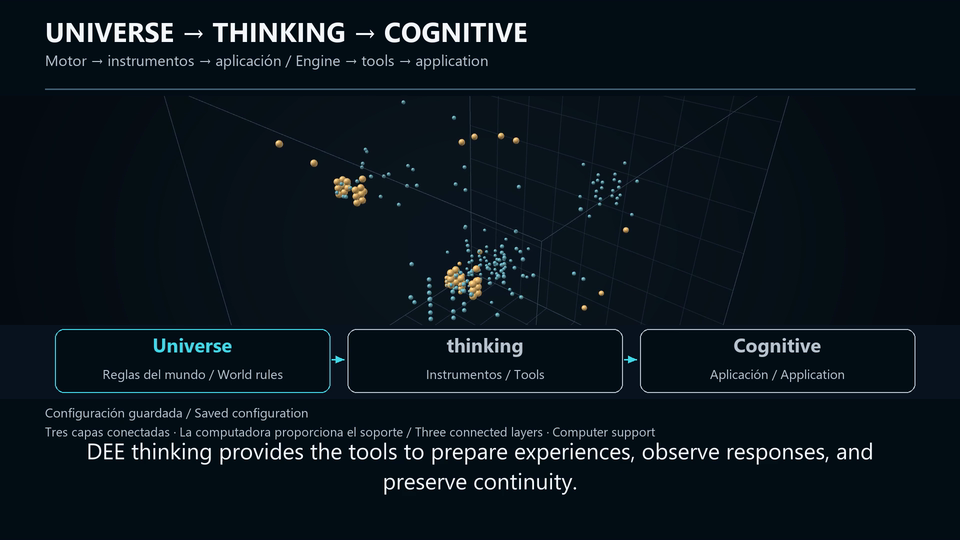 UNIVERSE → THINKING → COGNITIVE
Motor → instrumentos → aplicación / Engine → tools → application
Universe
Reglas del mundo / World rules
thinking
Instrumentos / Tools
Cognitive
Aplicación / Application
Configuración guardada / Saved configuration
Tres capas conectadas · La computadora proporciona el soporte / Three connected layers · Computer support
DEE thinking provides the tools to prepare experiences, observe responses, and
preserve continuity.